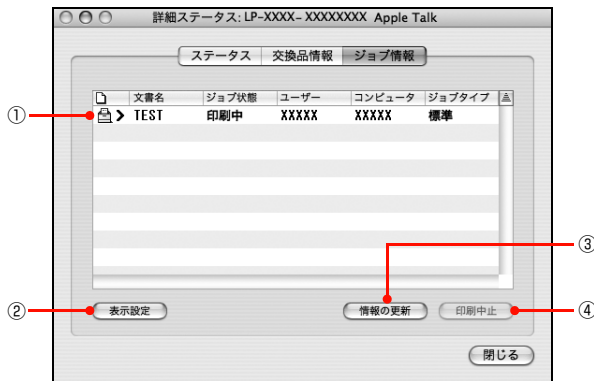 詳細ステータス: LP-XXXX- XXXXXXXX Apple Talk
ステータス 交換品情報 ジョブ情報
文書名 ジョブ状態 ユーザー コンピュータ ジョブタイプ
① TEST 印刷中 XXXXX XXXXX 標準
③
② 表示設定 情報の更新 印刷中止 ④
閉じる